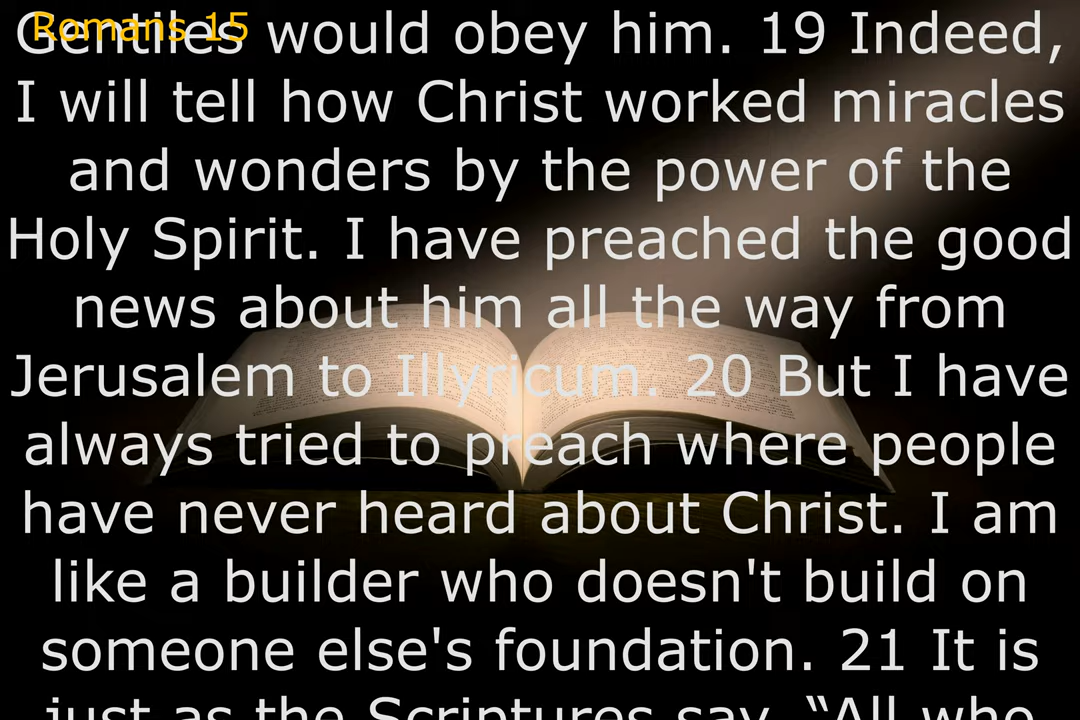 Romans 15
Gentiles would obey him. 19 Indeed,
I will tell how Christ worked miracles
and wonders by the power of the
Holy Spirit. I have preached the good
news about him all the way from
Jerusalem to Illyricum. 20 But I have
always tried to preach where people
have never heard about Christ. I am
like a builder who doesn't build on
someone else's foundation. 21 It is
just as the Scriptures say, “All who